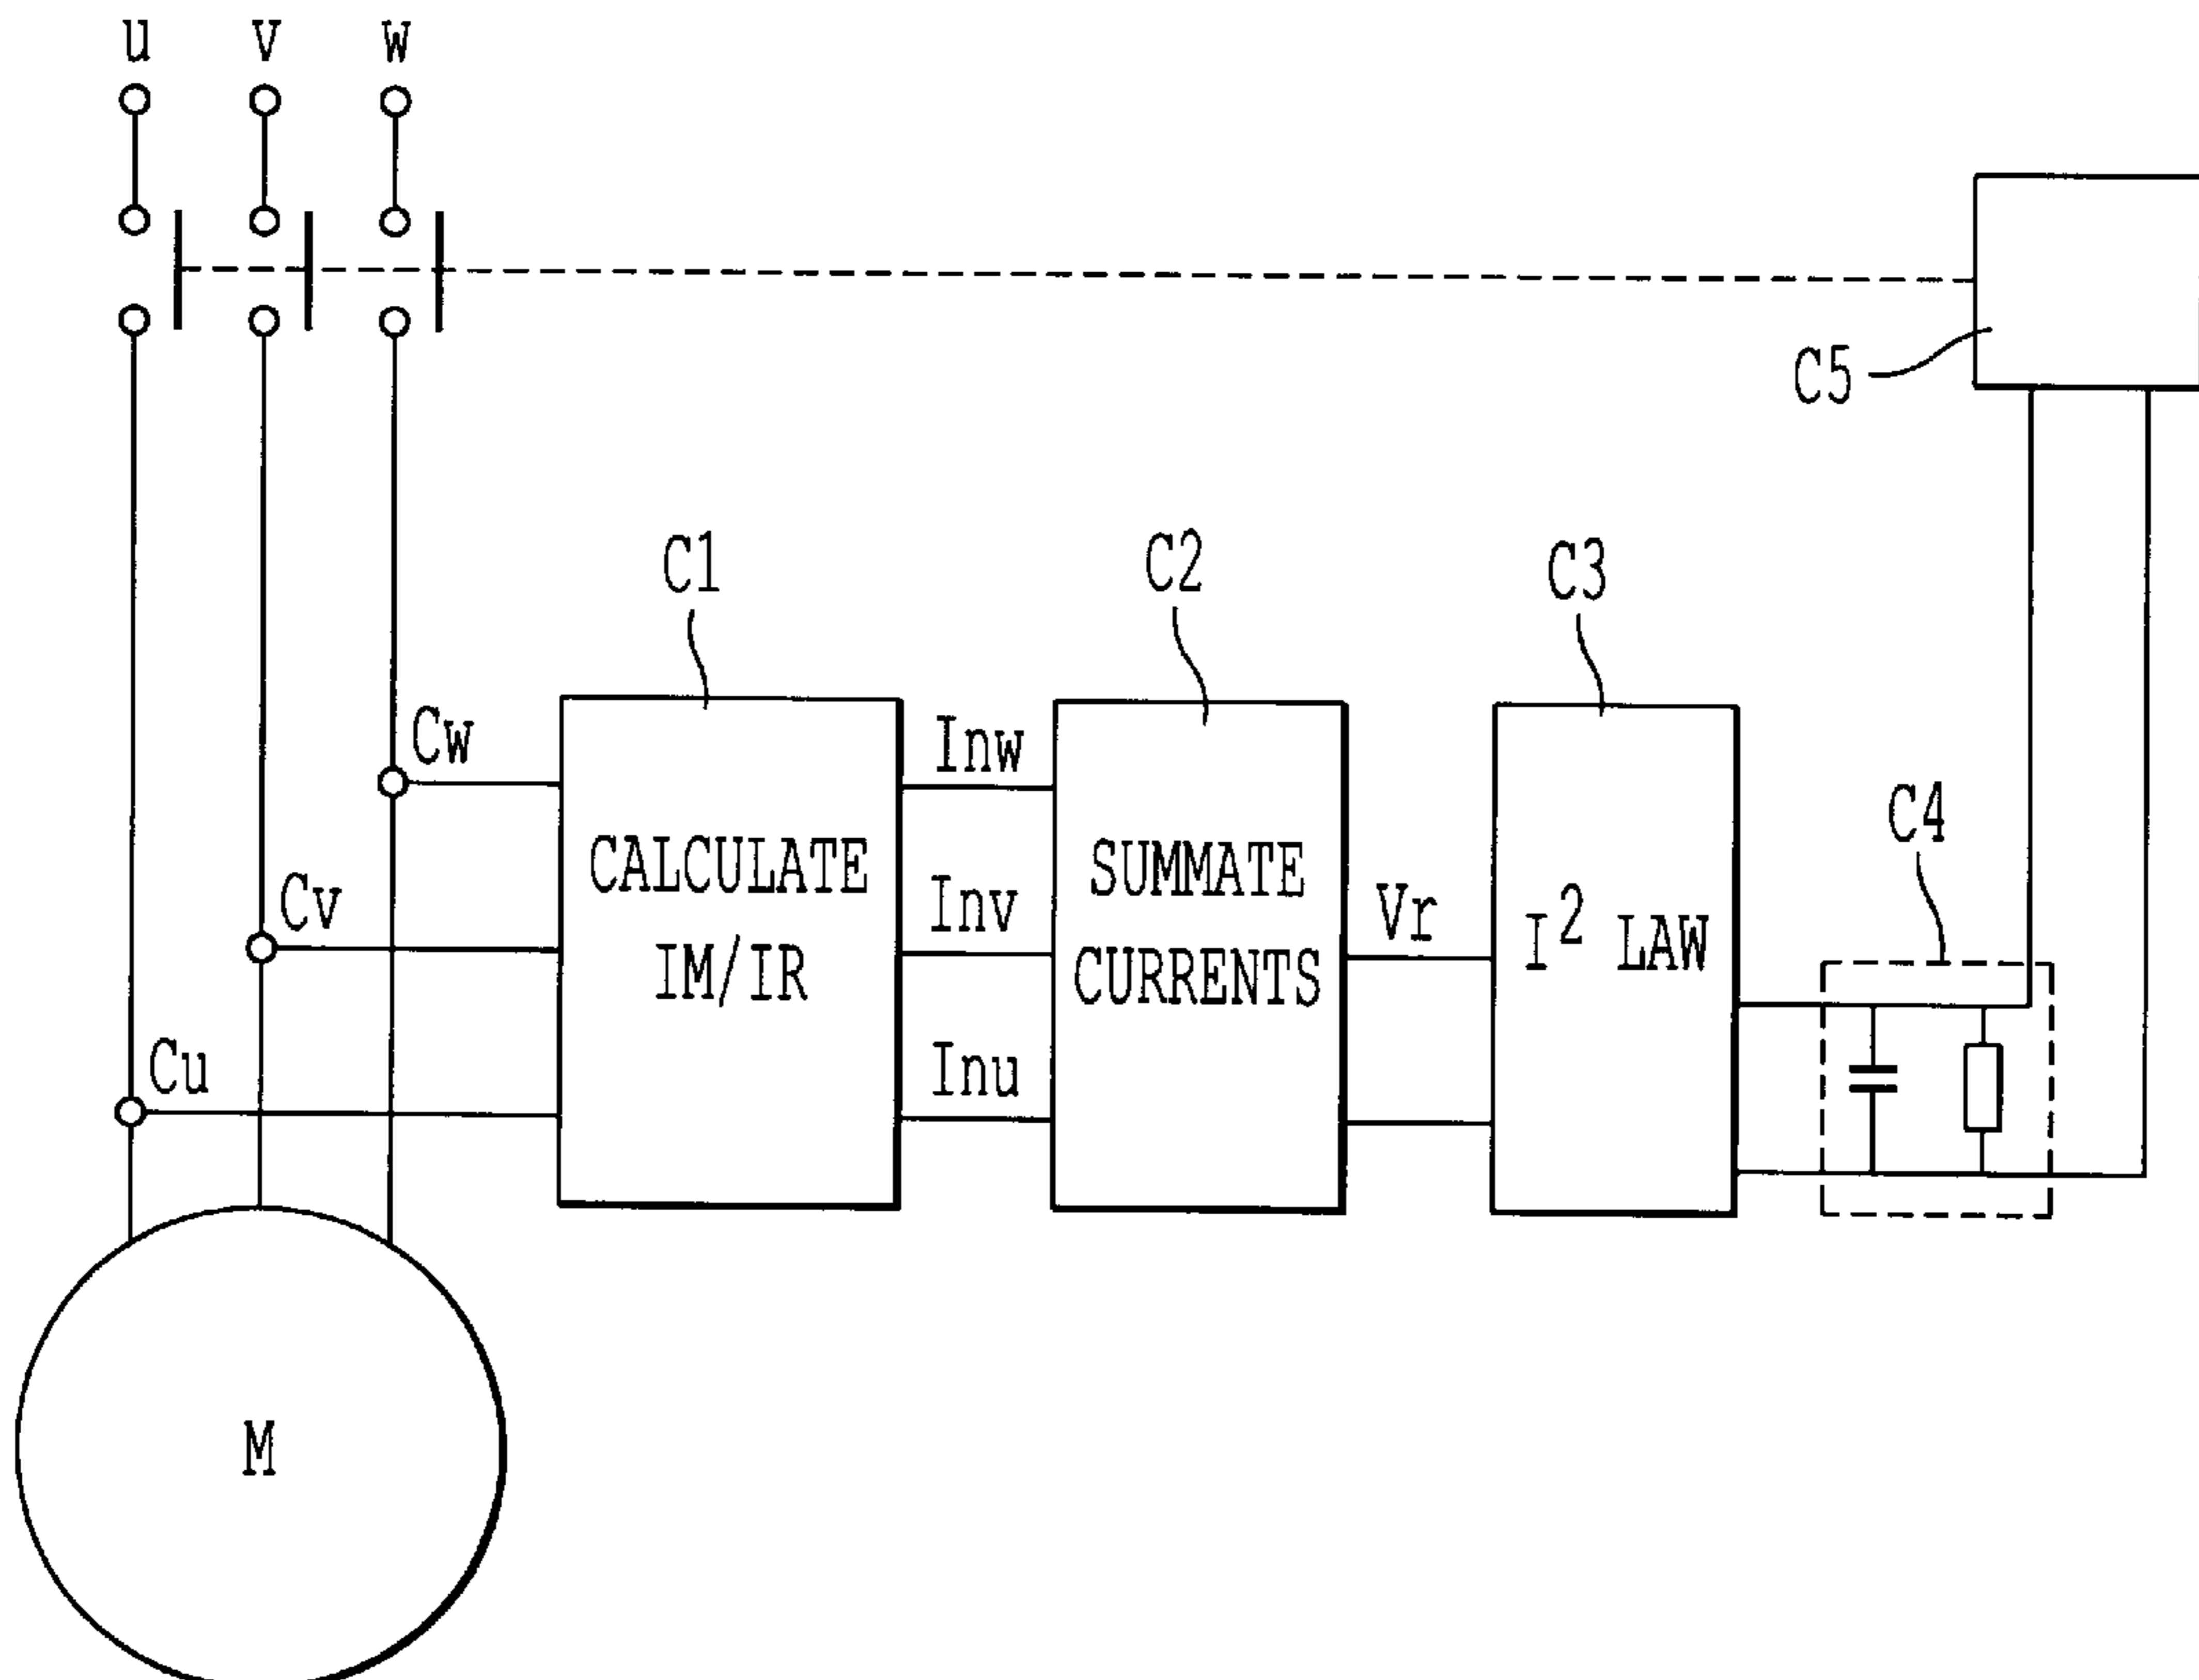 u v w
C5
C1 C2 C3
Cw
Inw
C4
CALCULATE
IM/IR
SUMMATE
CURRENTS
Cv
Inv
Vr
I² LAW
Cu
Inu
M